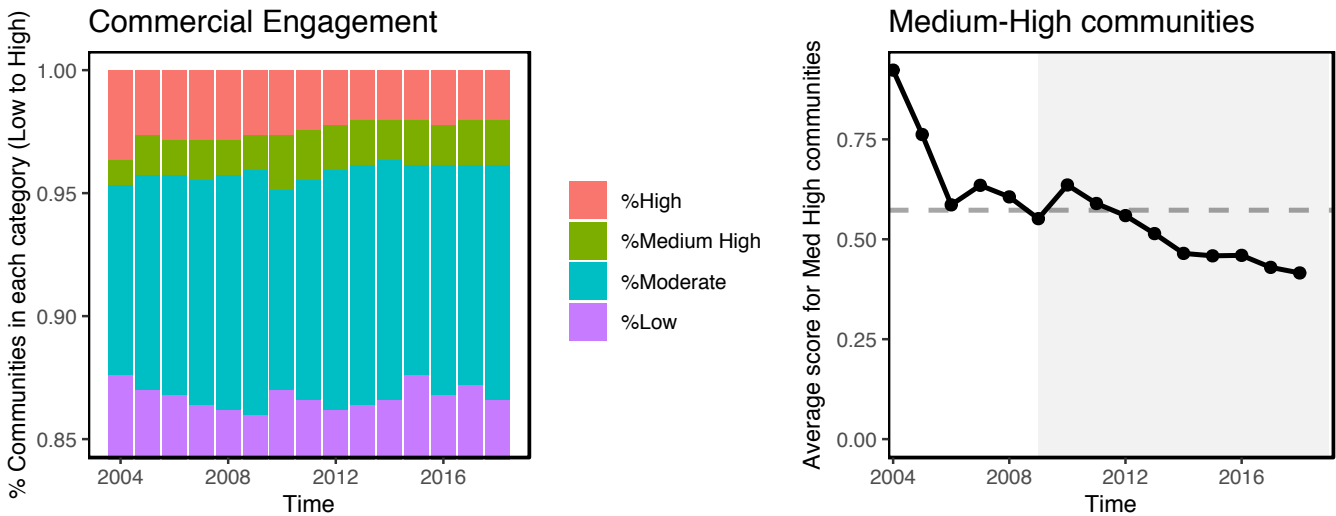 Commercial Engagement
% Communities in each category (Low to High)
1.00
0.95
0.90
0.85
2004
2008
2012
2016
Time
%High
%Medium High
%Moderate
%Low
Medium-High communities
Average score for Med High communities
0.75
0.50
0.25
0.00
2004
2008
2012
2016
Time